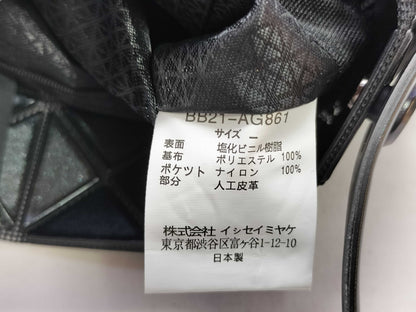 BB21-AG861
サイズ ー
表面 塩化ビニル樹脂
基布 ポリエステル 100%
ポケット ナイロン 100%
部分 人工皮革
株式会社 イッセイミヤケ
東京都渋谷区富ヶ谷1-12-10
日本製